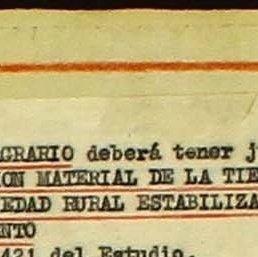 GRARIO deberá tener j
ON MATERIAL DE LA TIE
EDAD RURAL ESTABILIZA
NTO
421 del Estudio.